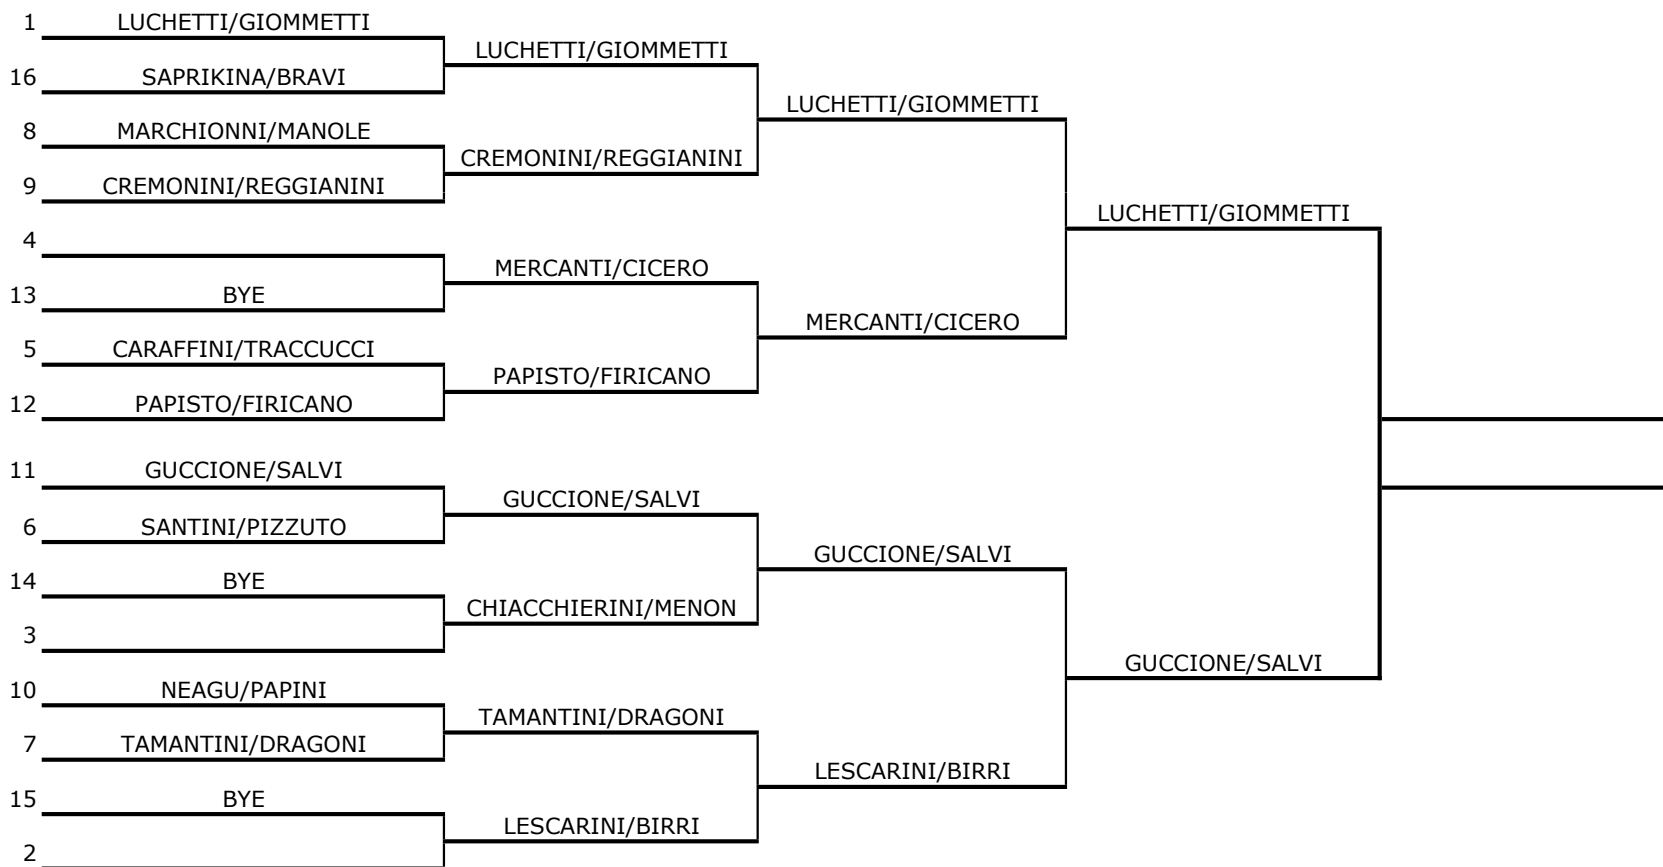 1 LUCHETTI/GIOMMETTI
LUCHETTI/GIOMMETTI
16 SAPRIKINA/BRAVI
LUCHETTI/GIOMMETTI
8 MARCHIONNI/MANOLE
CREMONINI/REGGIANINI
9 CREMONINI/REGGIANINI
LUCHETTI/GIOMMETTI
4
MERCANTI/CICERO
13 BYE
MERCANTI/CICERO
5 CARAFFINI/TRACCUCCI
PAPISTO/FIRICANO
12 PAPISTO/FIRICANO
11 GUCCIONE/SALVI
GUCCIONE/SALVI
6 SANTINI/PIZZUTO
GUCCIONE/SALVI
14 BYE
CHIACCHIERINI/MENON
3
GUCCIONE/SALVI
10 NEAGU/PAPINI
TAMANTINI/DRAGONI
7 TAMANTINI/DRAGONI
LESCARINI/BIRRI
15 BYE
LESCARINI/BIRRI
2